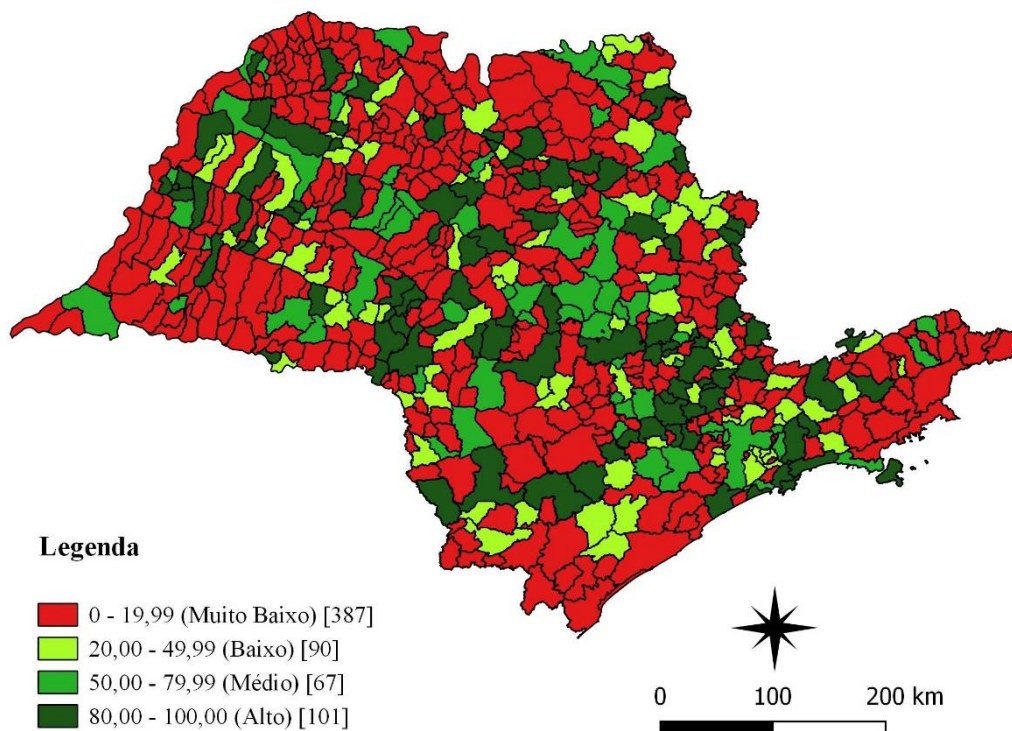 Legenda
0 - 19,99 (Muito Baixo) [387]
20,00 - 49,99 (Baixo) [90]
50,00 - 79,99 (Médio) [67]
80,00 - 100,00 (Alto) [101]
0 100 200 km